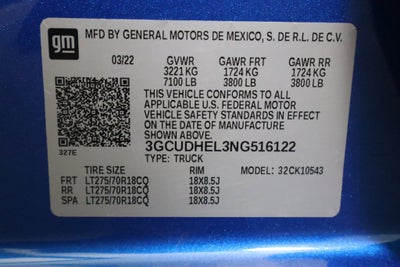 gm
MFD BY GENERAL MOTORS DE MEXICO, S. DE R.L. DE C.V.
03/22 GVWR GAWR FRT GAWR RR
3221 KG 1724 KG 1724 KG
7100 LB 3800 LB 3800 LB
THIS VEHICLE CONFORMS TO ALL
APPLICABLE U.S. FEDERAL MOTOR
VEHICLE SAFETY STANDARDS IN EFFECT
ON THE DATE OF MANUFACTURE
SHOWN ABOVE.
327E
3GCUDHEL3NG516122
TYPE: TRUCK MODEL: 32CK10543
TIRE SIZE RIM
FRT LT275/70R18CQ 18X8.5J
RR LT275/70R18CQ 18X8.5J
SPA LT275/70R18CQ 18X8.5J